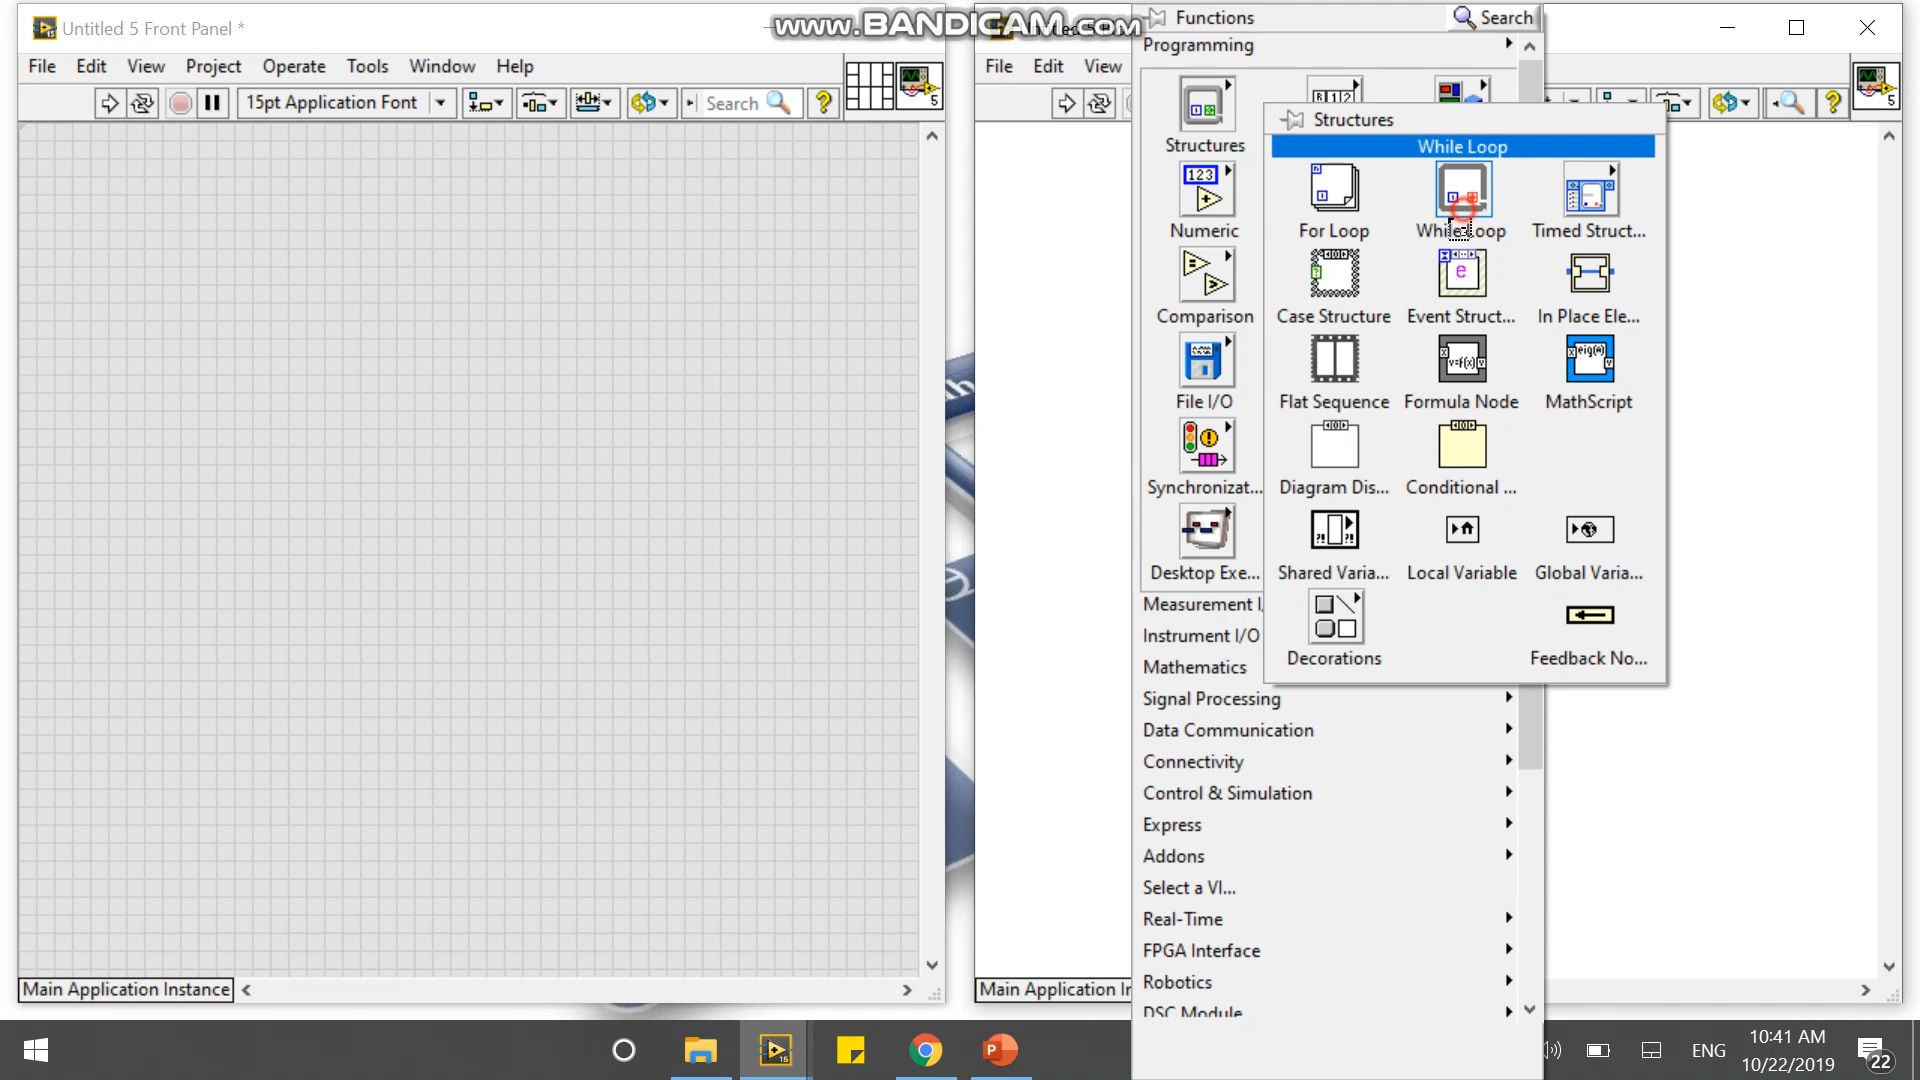 Untitled 5 Front Panel *
www.BANDICAM.com
File Edit View Project Operate Tools Window Help
15pt Application Font
Search
5
Main Application Instance
File Edit View
5
Main Application Ir
Functions
Search
Programming
Structures
Numeric
Comparison
File I/O
Synchronizat...
Desktop Exe...
Measurement I/
Instrument I/O
Mathematics
Signal Processing
Data Communication
Connectivity
Control & Simulation
Express
Addons
Select a VI...
Real-Time
FPGA Interface
Robotics
DSC Module
Structures
While Loop
For Loop
While Loop
Timed Struct...
Case Structure
Event Struct...
In Place Ele...
Flat Sequence
Formula Node
MathScript
Diagram Dis...
Conditional ...
Shared Varia...
Local Variable
Global Varia...
Decorations
Feedback No...
ENG
10:41 AM
10/22/2019
22